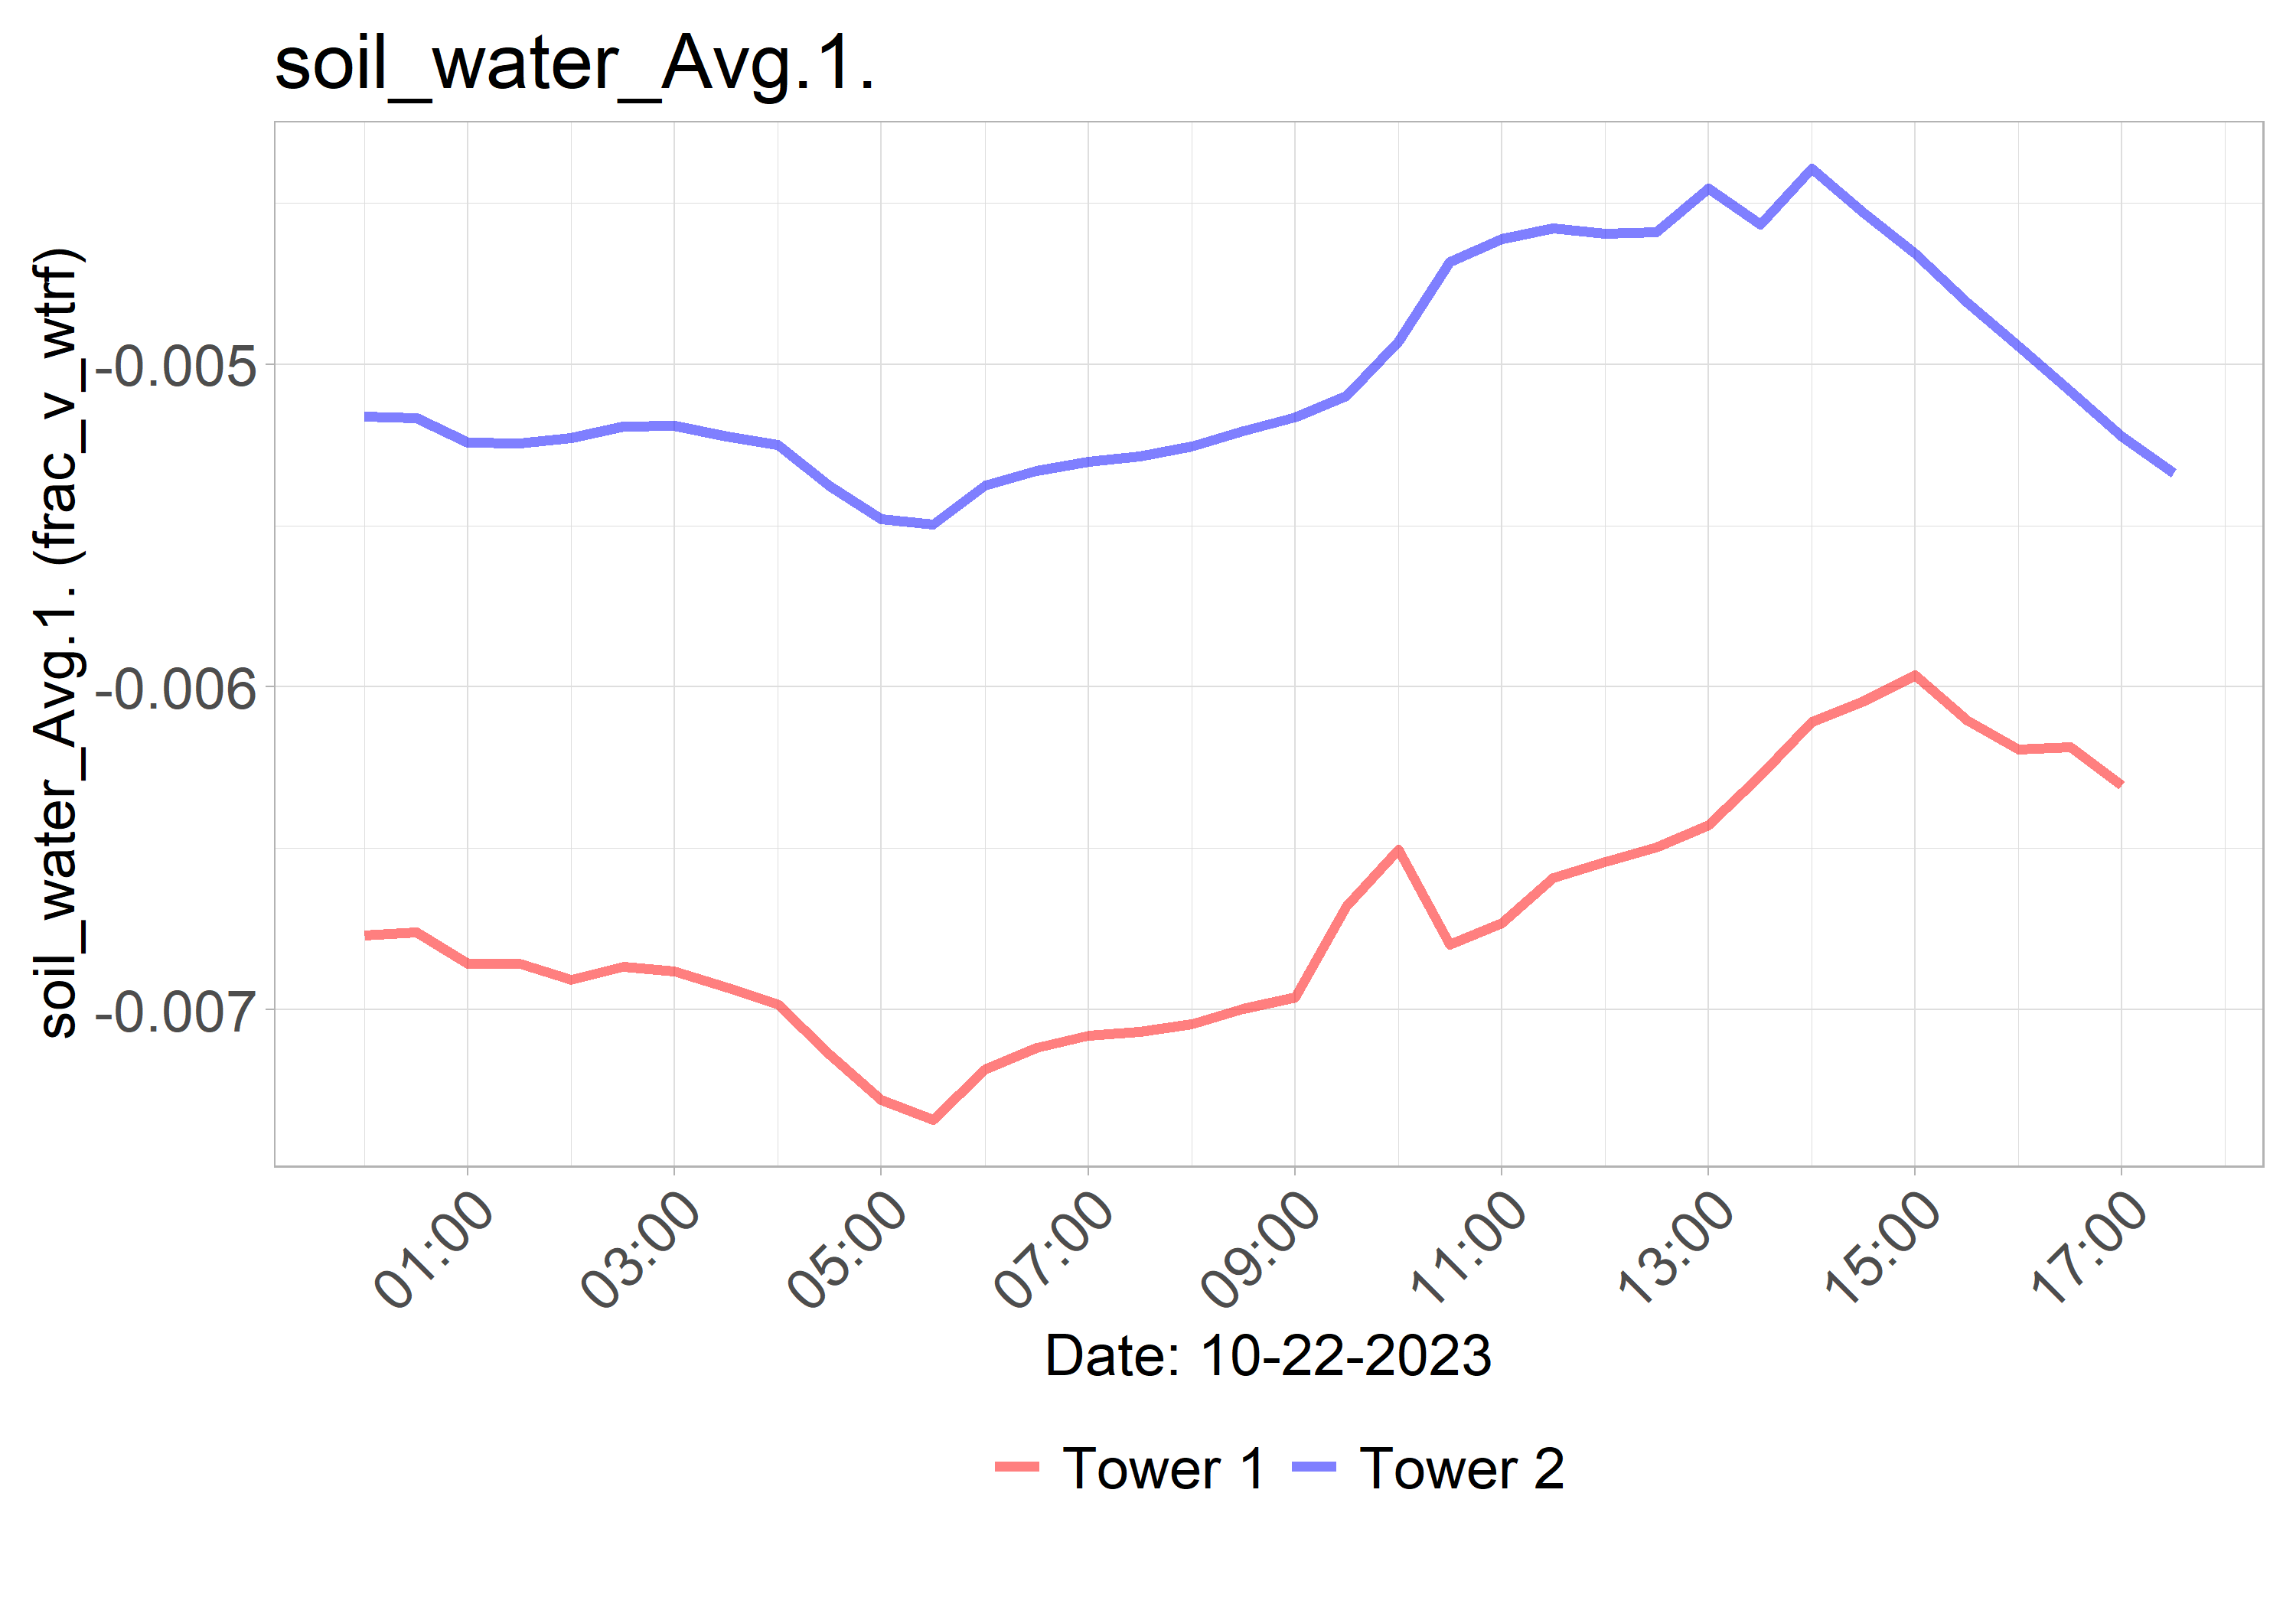 soil_water_Avg.1.
soil_water_Avg.1. (frac_v_wtrf)
-0.005
-0.006
-0.007
01:00
03:00
05:00
07:00
09:00
11:00
13:00
15:00
17:00
Date: 10-22-2023
Tower 1
Tower 2